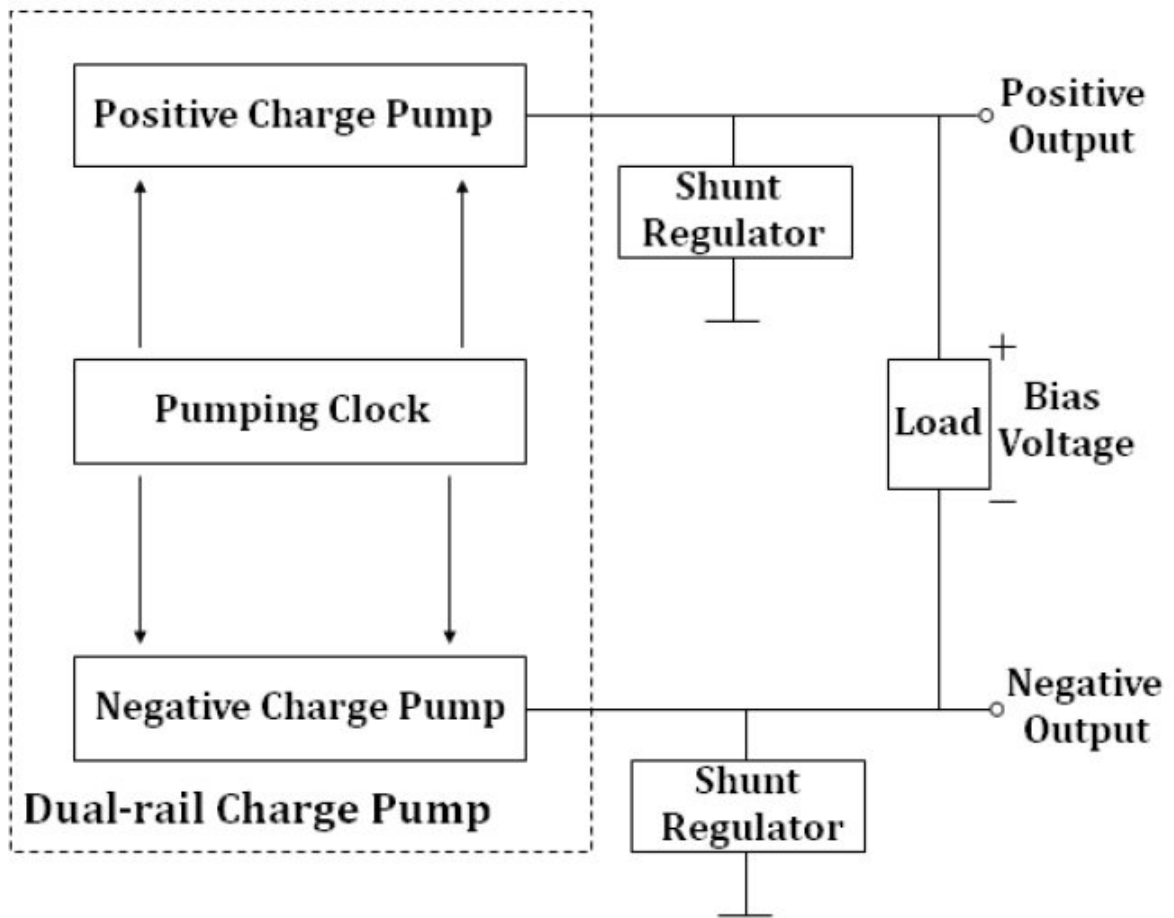 Positive Charge Pump
Positive
Output
Shunt
Regulator
Pumping Clock
+
Load
Bias
Voltage
−
Negative Charge Pump
Negative
Output
Shunt
Regulator
Dual-rail Charge Pump